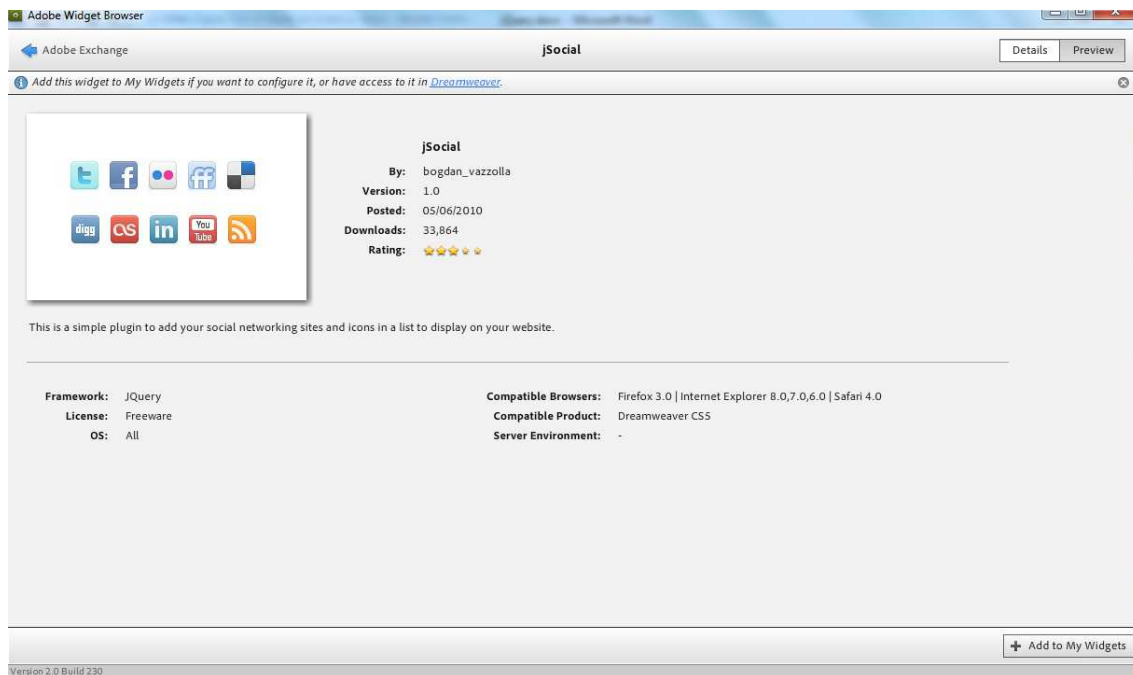 Adobe Widget Browser
Adobe Exchange
jSocial
Details
Preview
Add this widget to My Widgets if you want to configure it, or have access to it in Dreamweaver.
t f ff
digg in You Tube
jSocial
By: bogdan_vazzolla
Version: 1.0
Posted: 05/06/2010
Downloads: 33,864
Rating:
This is a simple plugin to add your social networking sites and icons in a list to display on your website.
Framework: JQuery
License: Freeware
OS: All
Compatible Browsers: Firefox 3.0 | Internet Explorer 8.0,7.0,6.0 | Safari 4.0
Compatible Product: Dreamweaver CS5
Server Environment: -
Add to My Widgets
Version 2.0 Build 230